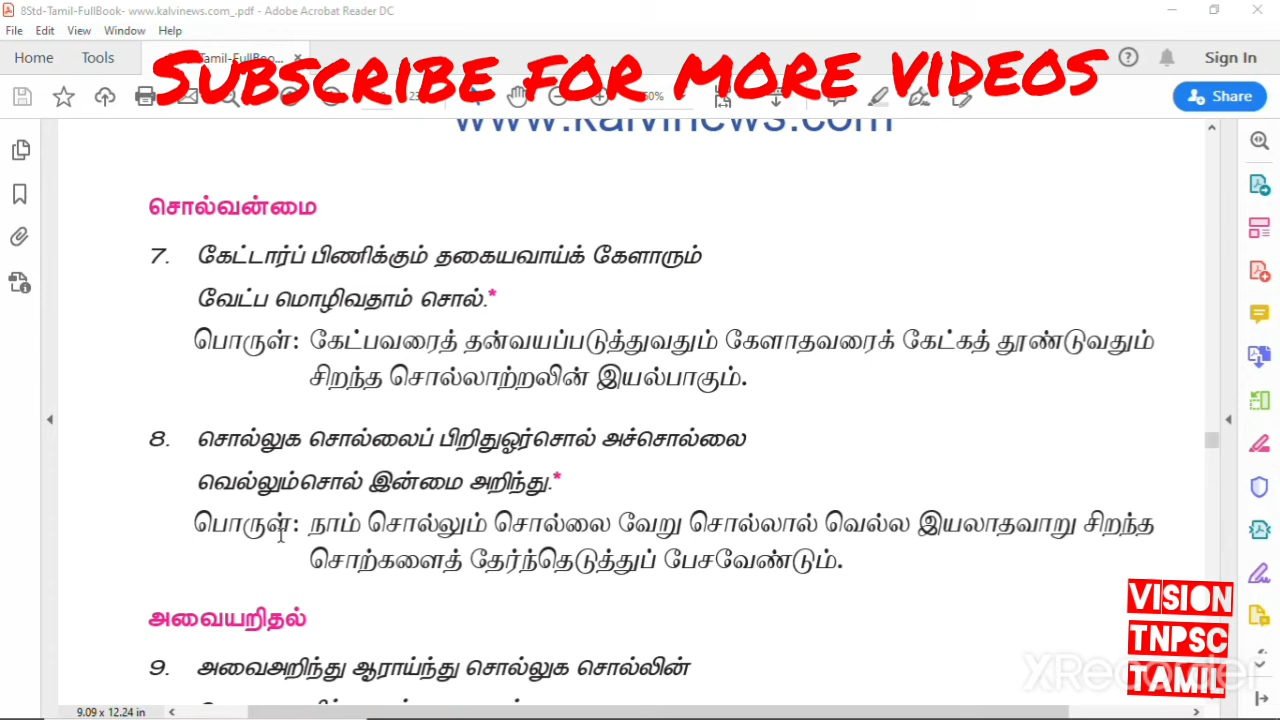 8Std-Tamil-FullBook- www.kalvinews.com_.pdf - Adobe Acrobat Reader DC
File Edit View Window Help
Home Tools Tamil-FullBoo... × Sign In
SUBSCRIBE FOR MORE VIDEOS
Share
www.kalvinews.com
சொல்வன்மை
7. கேட்டார்ப் பிணிக்கும் தகையவாய்க் கேளாரும்
வேட்ப மொழிவதாம் சொல்.*
பொருள்: கேட்பவரைத் தன்வயப்படுத்துவதும் கேளாதவரைக் கேட்கத் தூண்டுவதும்
சிறந்த சொல்லாற்றலின் இயல்பாகும்.
8. சொல்லுக சொல்லைப் பிறிதுஓர்சொல் அச்சொல்லை
வெல்லும்சொல் இன்மை அறிந்து.*
பொருள்: நாம் சொல்லும் சொல்லை வேறு சொல்லால் வெல்ல இயலாதவாறு சிறந்த
சொற்களைத் தேர்ந்தெடுத்துப் பேசவேண்டும்.
அவையறிதல்
9. அவைஅறிந்து ஆராய்ந்து சொல்லுக சொல்லின்
VISION
TNPSC
TAMIL
XRecorder
9.09 x 12.24 in